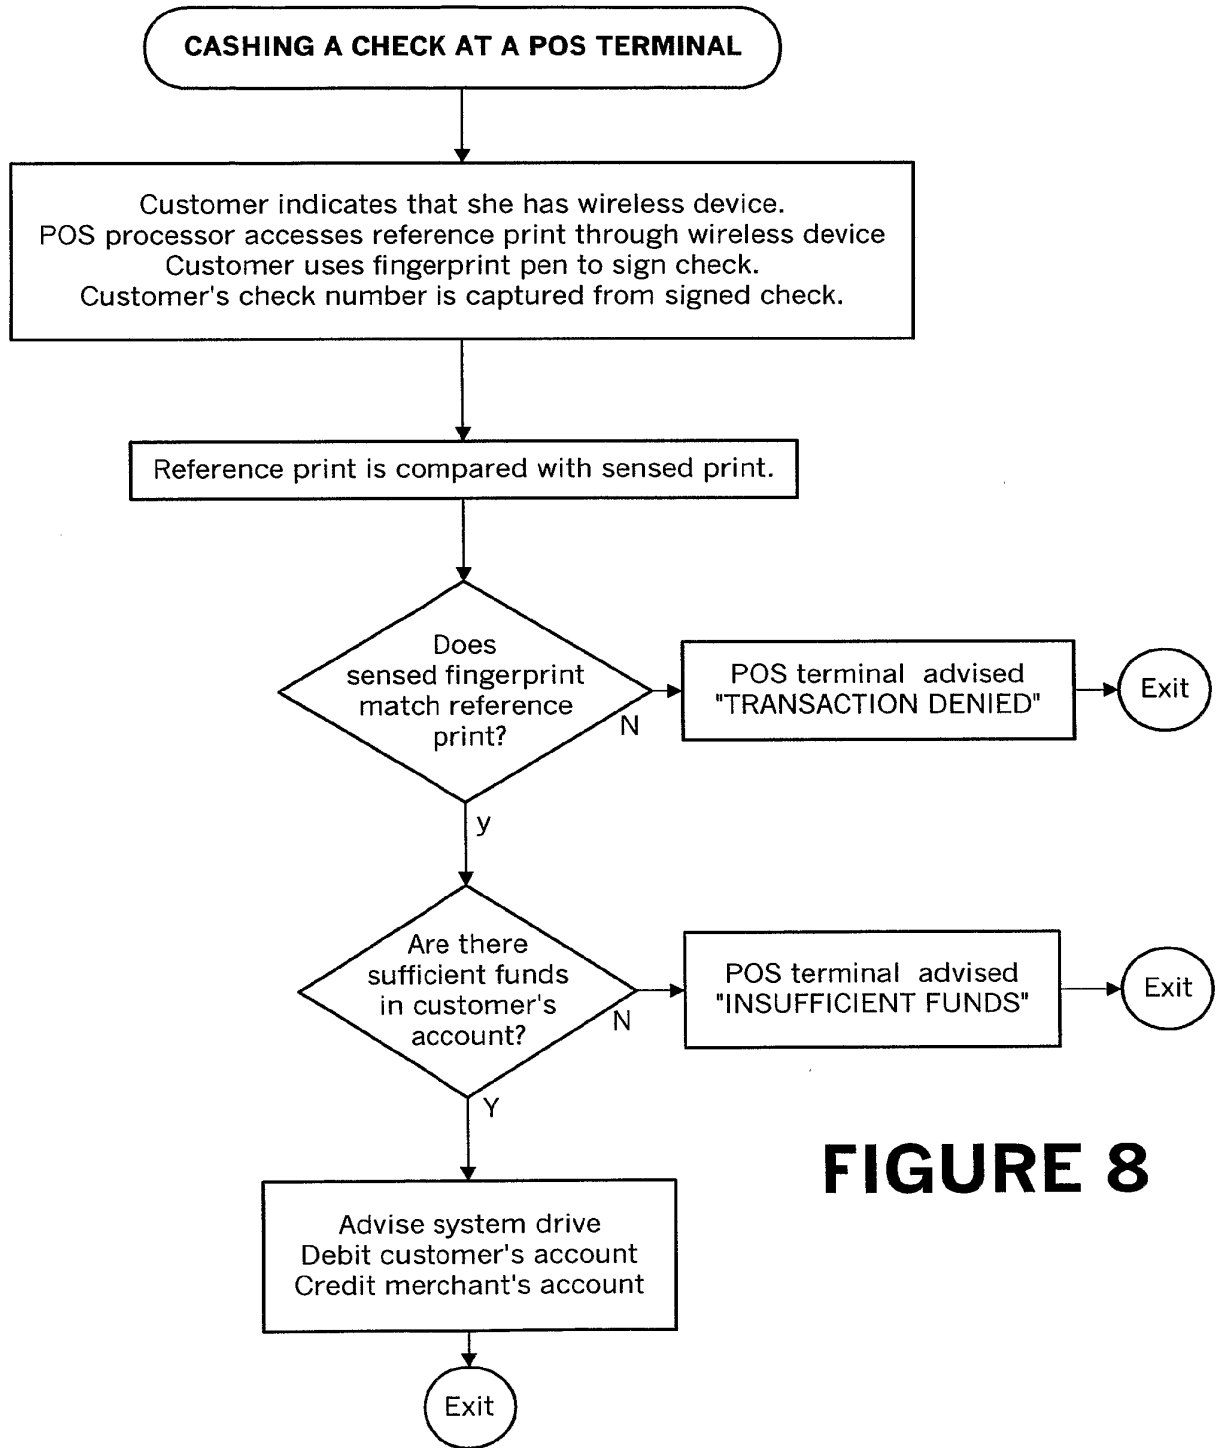 CASHING A CHECK AT A POS TERMINAL
Customer indicates that she has wireless device.
POS processor accesses reference print through wireless device
Customer uses fingerprint pen to sign check.
Customer's check number is captured from signed check.
Reference print is compared with sensed print.
Does
sensed fingerprint
match reference
print?
N
POS terminal advised
"TRANSACTION DENIED"
Exit
y
Are there
sufficient funds
in customer's
account?
N
POS terminal advised
"INSUFFICIENT FUNDS"
Exit
Y
Advise system drive
Debit customer's account
Credit merchant's account
Exit
FIGURE 8